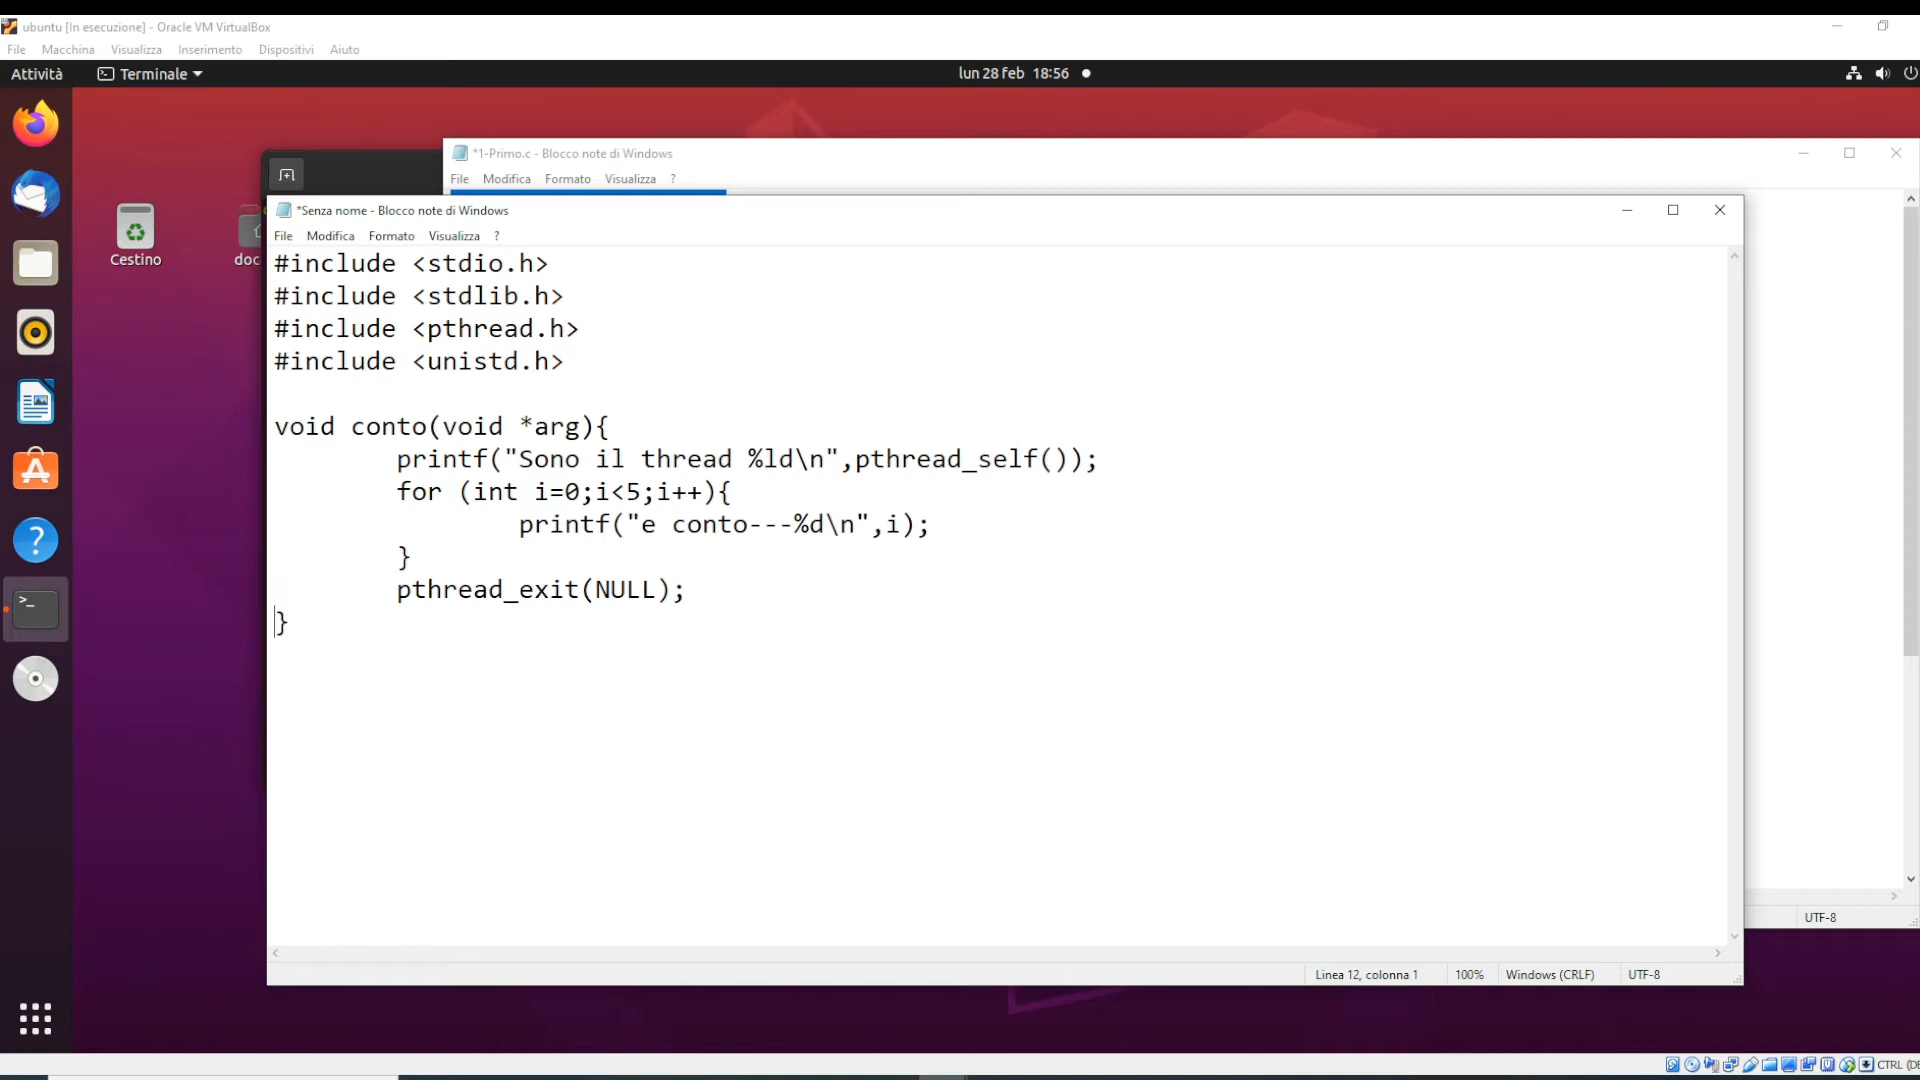 ubuntu [In esecuzione] - Oracle VM VirtualBox
File Macchina Visualizza Inserimento Dispositivi Aiuto
Attività Terminale lun 28 feb 18:56
*1-Primo.c - Blocco note di Windows
File Modifica Formato Visualizza ?
*Senza nome - Blocco note di Windows
File Modifica Formato Visualizza ?
Cestino
doc
#include <stdio.h>
#include <stdlib.h>
#include <pthread.h>
#include <unistd.h>
void conto(void *arg){
printf("Sono il thread %ld\n",pthread_self());
for (int i=0;i<5;i++){
printf("e conto---%d\n",i);
}
pthread_exit(NULL);
}
UTF-8
Linea 12, colonna 1 100% Windows (CRLF) UTF-8
CTRL (DE